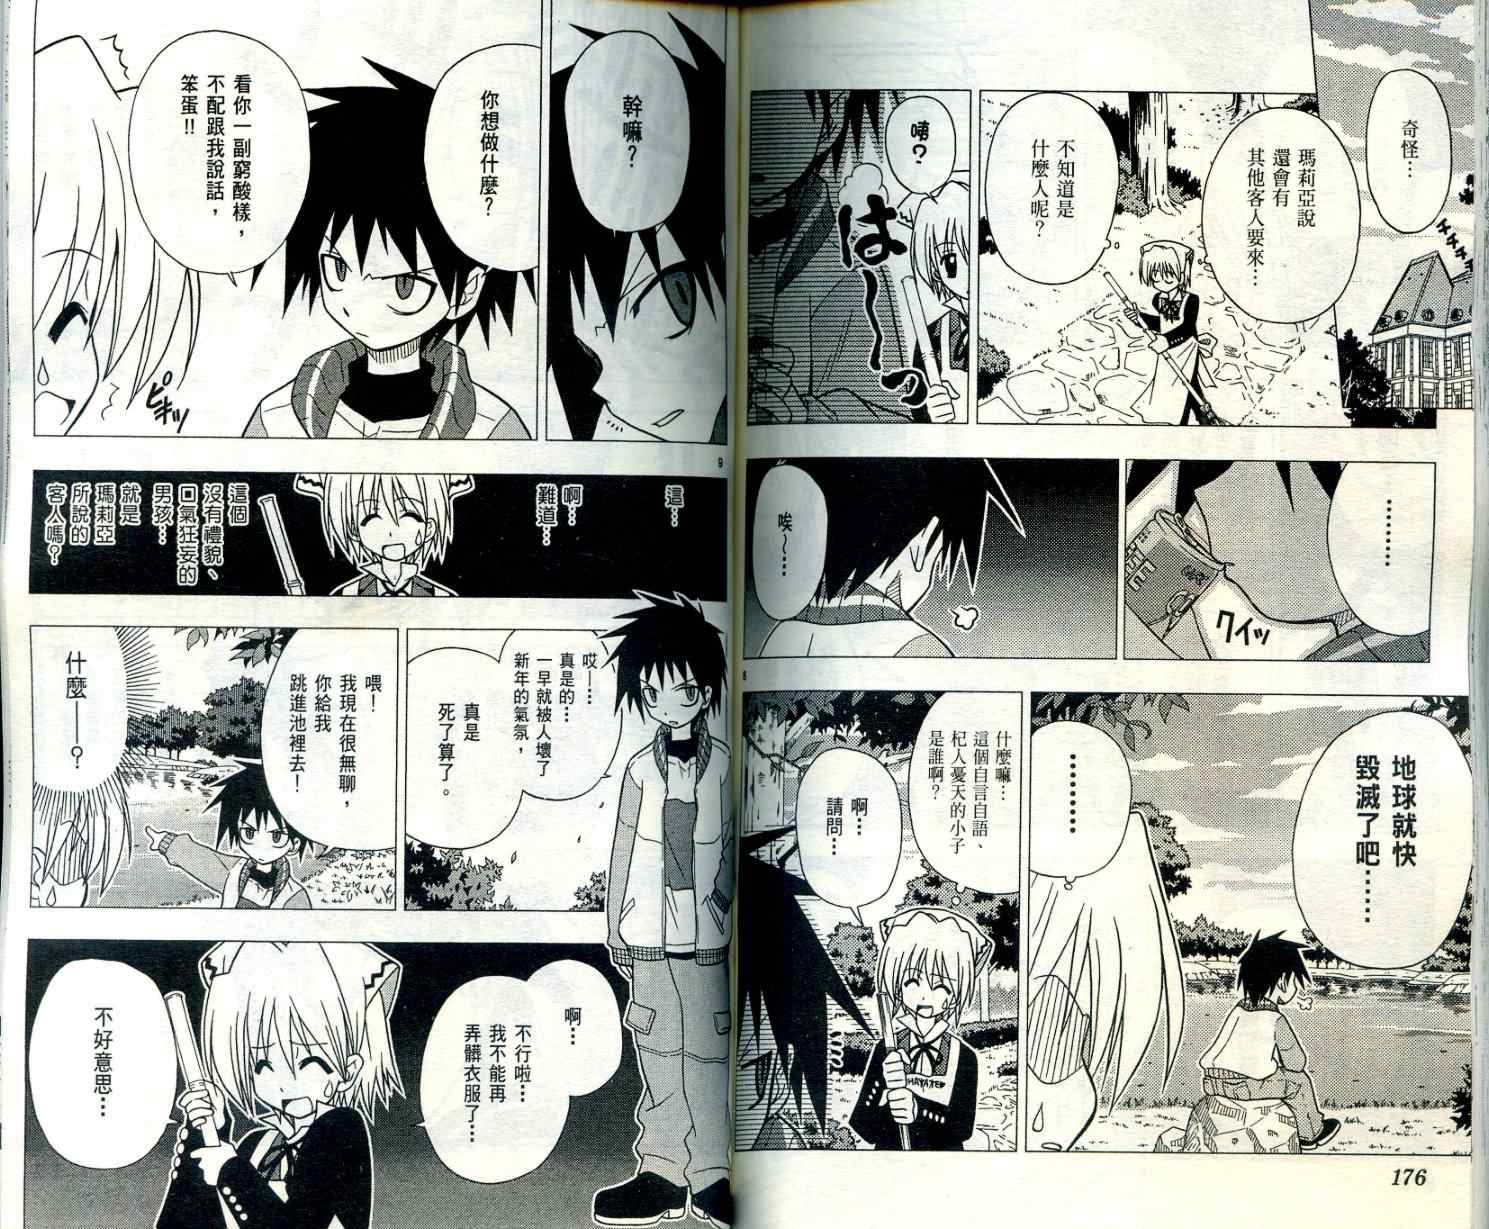 奇怪…
チチチチ
瑪莉亞說
還會有
其他客人要來…
不知道是
什麼人呢？
咦？
は～～っ
………
クイッ
唉～…
地球就快
毀滅了吧……
………
什麼嘛…
這個自言自語、
杞人憂天的小子
是誰啊？
啊…
請問…
HAYATE
8
176
幹嘛？
你想做什麼？
看你一副窮酸樣，
不配跟我說話，
笨蛋!!
ピキッ
9
這…
啊…
難道…
這個
沒有禮貌、
口氣狂妄的
男孩…
就是
瑪莉亞
所說的
客人嗎？
哎—…
真是的…
一早就被人壞了
新年的氣氛，
真是
死了算了。
喂！
我現在很無聊，
你給我
跳進池裡去！
什麼——？
啊…
不行啦…
我不能再
弄髒衣服了…
不好意思…